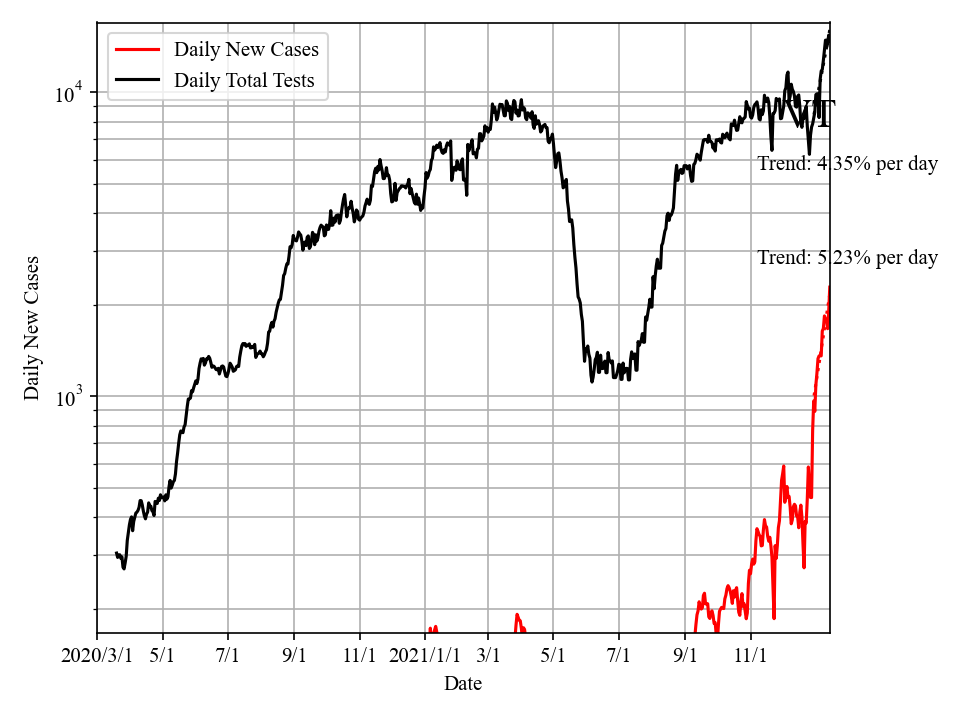 Daily New Cases
Daily Total Tests
10^4
VT
Trend: 4.35% per day
Trend: 5.23% per day
10^3
Daily New Cases
2020/3/1 5/1 7/1 9/1 11/1 2021/1/1 3/1 5/1 7/1 9/1 11/1
Date